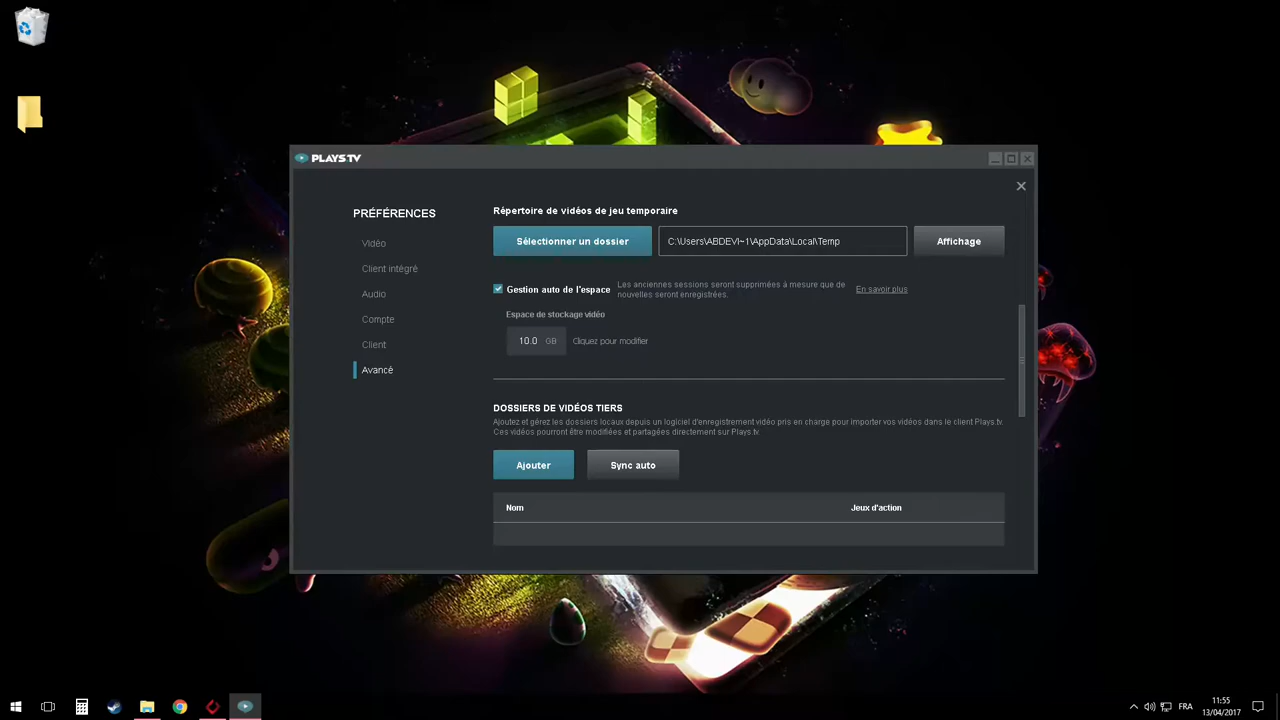 PLAYS.TV
PRÉFÉRENCES
Vidéo
Client intégré
Audio
Compte
Client
Avancé
Répertoire de vidéos de jeu temporaire
Sélectionner un dossier
C:\Users\ABDEVI~1\AppData\Local\Temp
Affichage
Gestion auto de l'espace
Les anciennes sessions seront supprimées à mesure que de
nouvelles seront enregistrées.
En savoir plus
Espace de stockage vidéo
10.0 GB
Cliquez pour modifier
DOSSIERS DE VIDÉOS TIERS
Ajoutez et gérez les dossiers locaux depuis un logiciel d'enregistrement vidéo pris en charge pour importer vos vidéos dans le client Plays.tv.
Ces vidéos pourront être modifiées et partagées directement sur Plays.tv.
Ajouter
Sync auto
Nom
Jeux d'action
FRA
11:55
13/04/2017